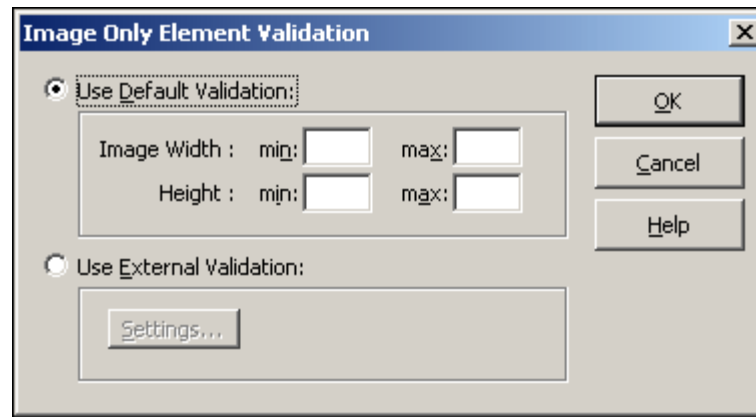 Image Only Element Validation
Use Default Validation:
OK
Image Width : min: max:
Cancel
Height : min: max:
Help
Use External Validation:
Settings...